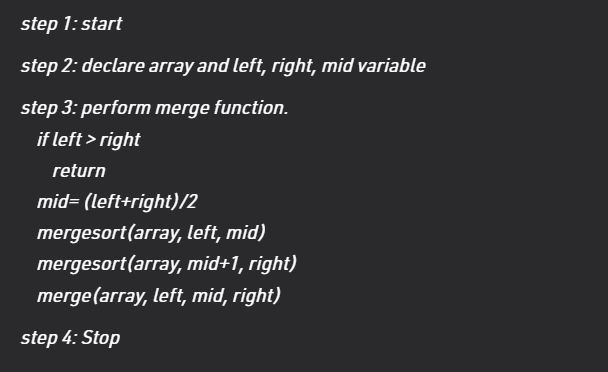 step 1: start
step 2: declare array and left, right, mid variable
step 3: perform merge function.
if left > right
return
mid= (left+right)/2
mergesort(array, left, mid)
mergesort(array, mid+1, right)
merge(array, left, mid, right)
step 4: Stop